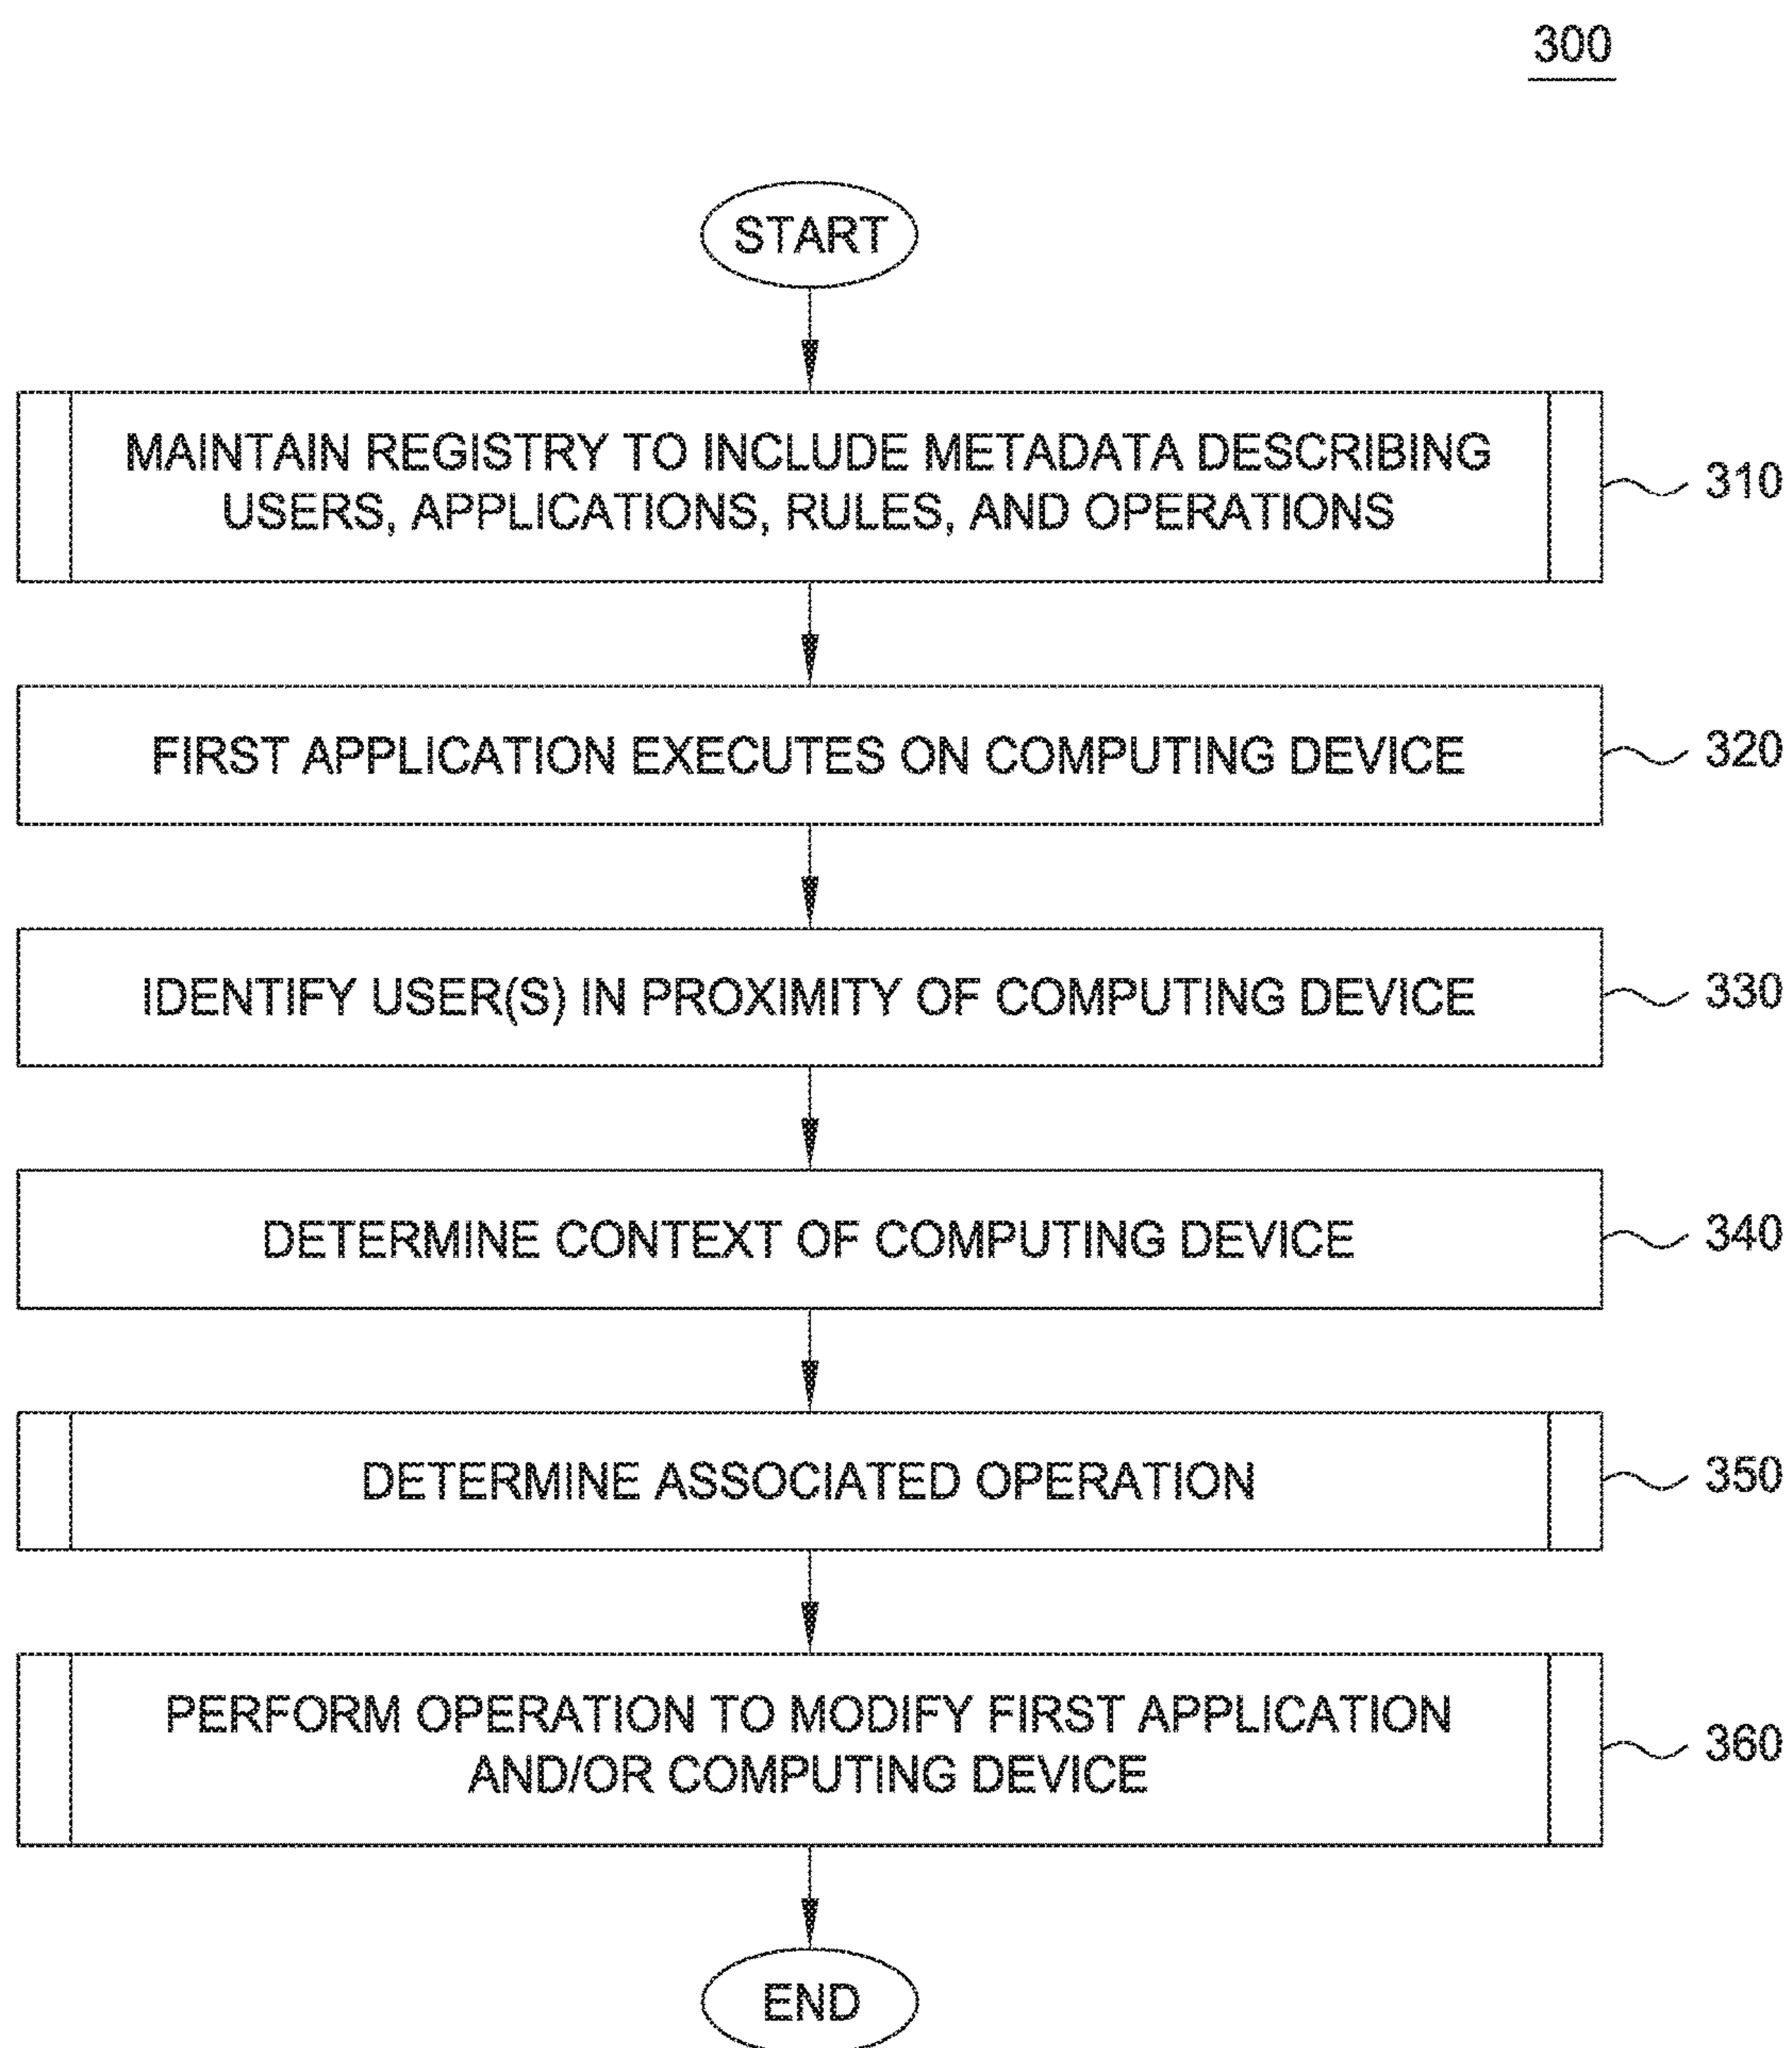 300
START
MAINTAIN REGISTRY TO INCLUDE METADATA DESCRIBING
USERS, APPLICATIONS, RULES, AND OPERATIONS
310
FIRST APPLICATION EXECUTES ON COMPUTING DEVICE
320
IDENTIFY USER(S) IN PROXIMITY OF COMPUTING DEVICE
330
DETERMINE CONTEXT OF COMPUTING DEVICE
340
DETERMINE ASSOCIATED OPERATION
350
PERFORM OPERATION TO MODIFY FIRST APPLICATION
AND/OR COMPUTING DEVICE
360
END